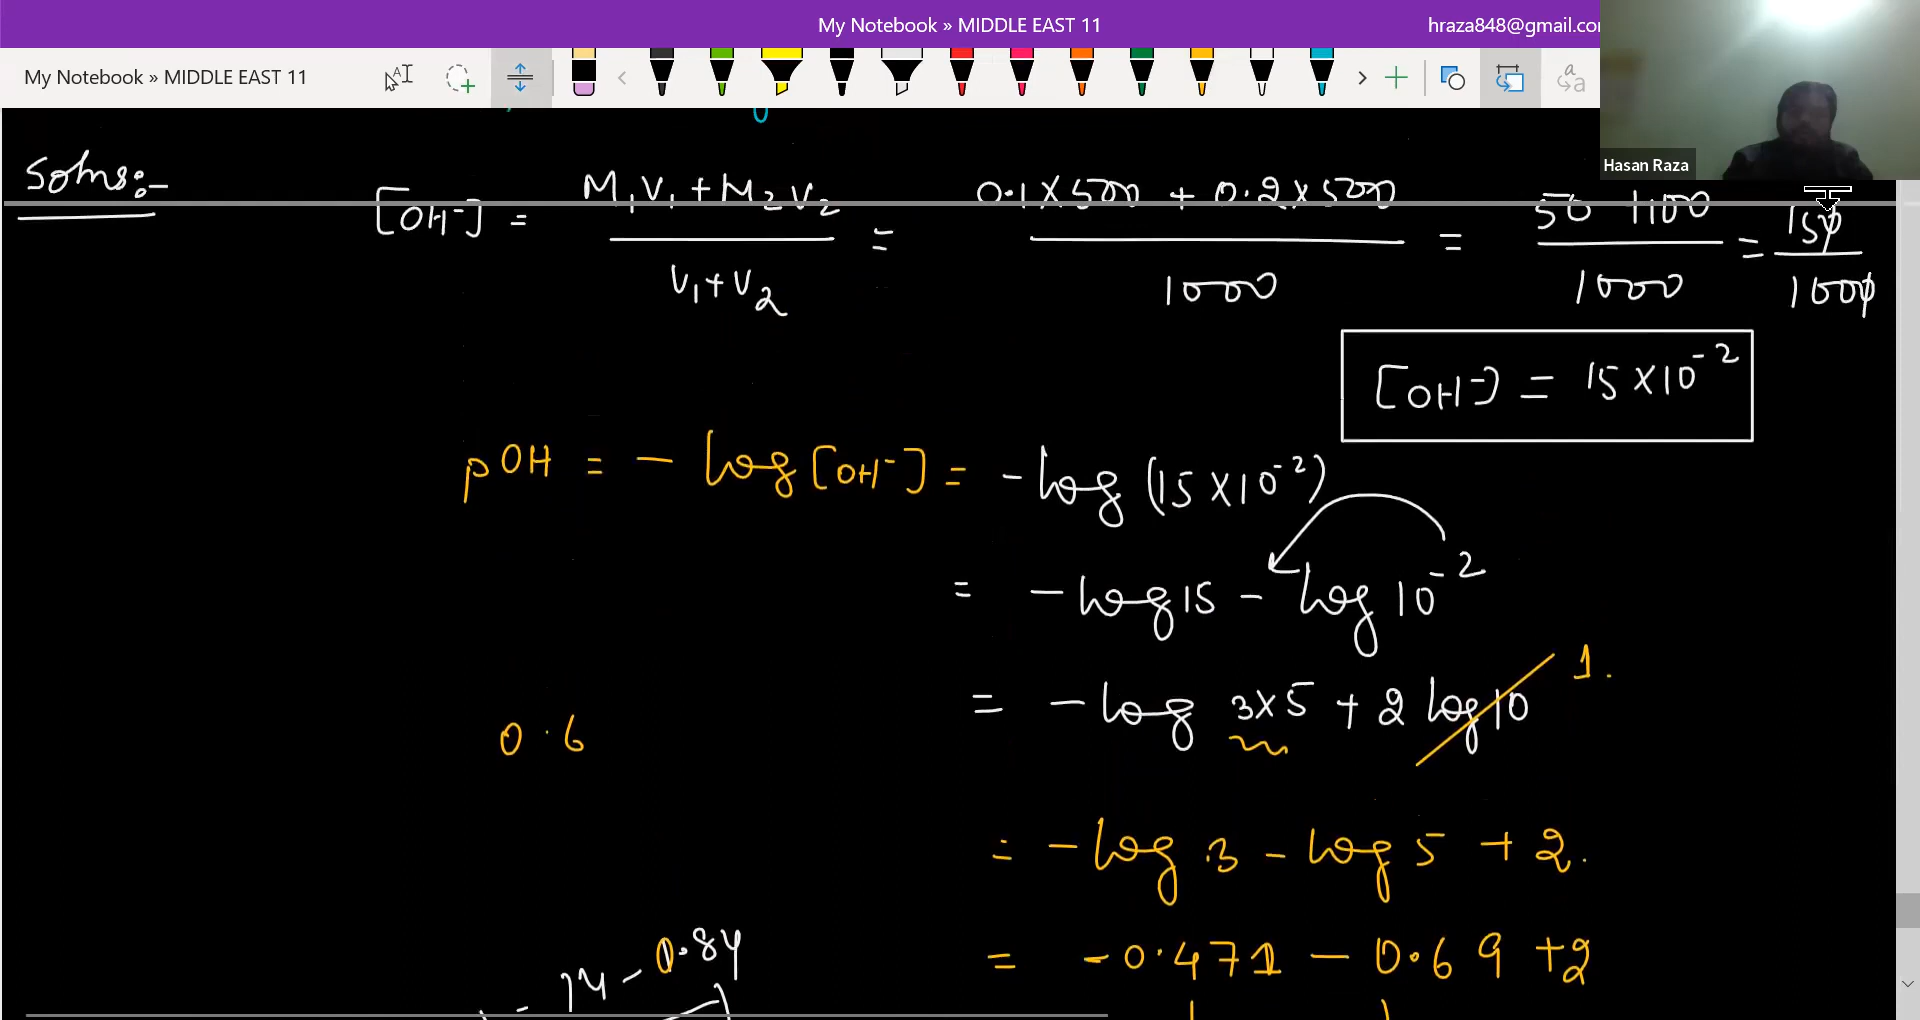 My Notebook » MIDDLE EAST 11
hraza848@gmail.co
My Notebook » MIDDLE EAST 11
Hasan Raza
Solns:-
[OH⁻] = M₁V₁ + M₂V₂ / V₁ + V₂ = 0.1 × 500 + 0.2 × 500 / 1000 = 50 + 100 / 1000 = 150 / 1000
[OH⁻] = 15 × 10⁻²
pOH = - log [OH⁻] = - log (15 × 10⁻²)
= - log 15 - log 10⁻²
= - log 3 × 5 + 2 log 10 1.
0.6
= - log 3 - log 5 + 2.
= - 0.471 - 0.69 + 2
= 14 - 0.84